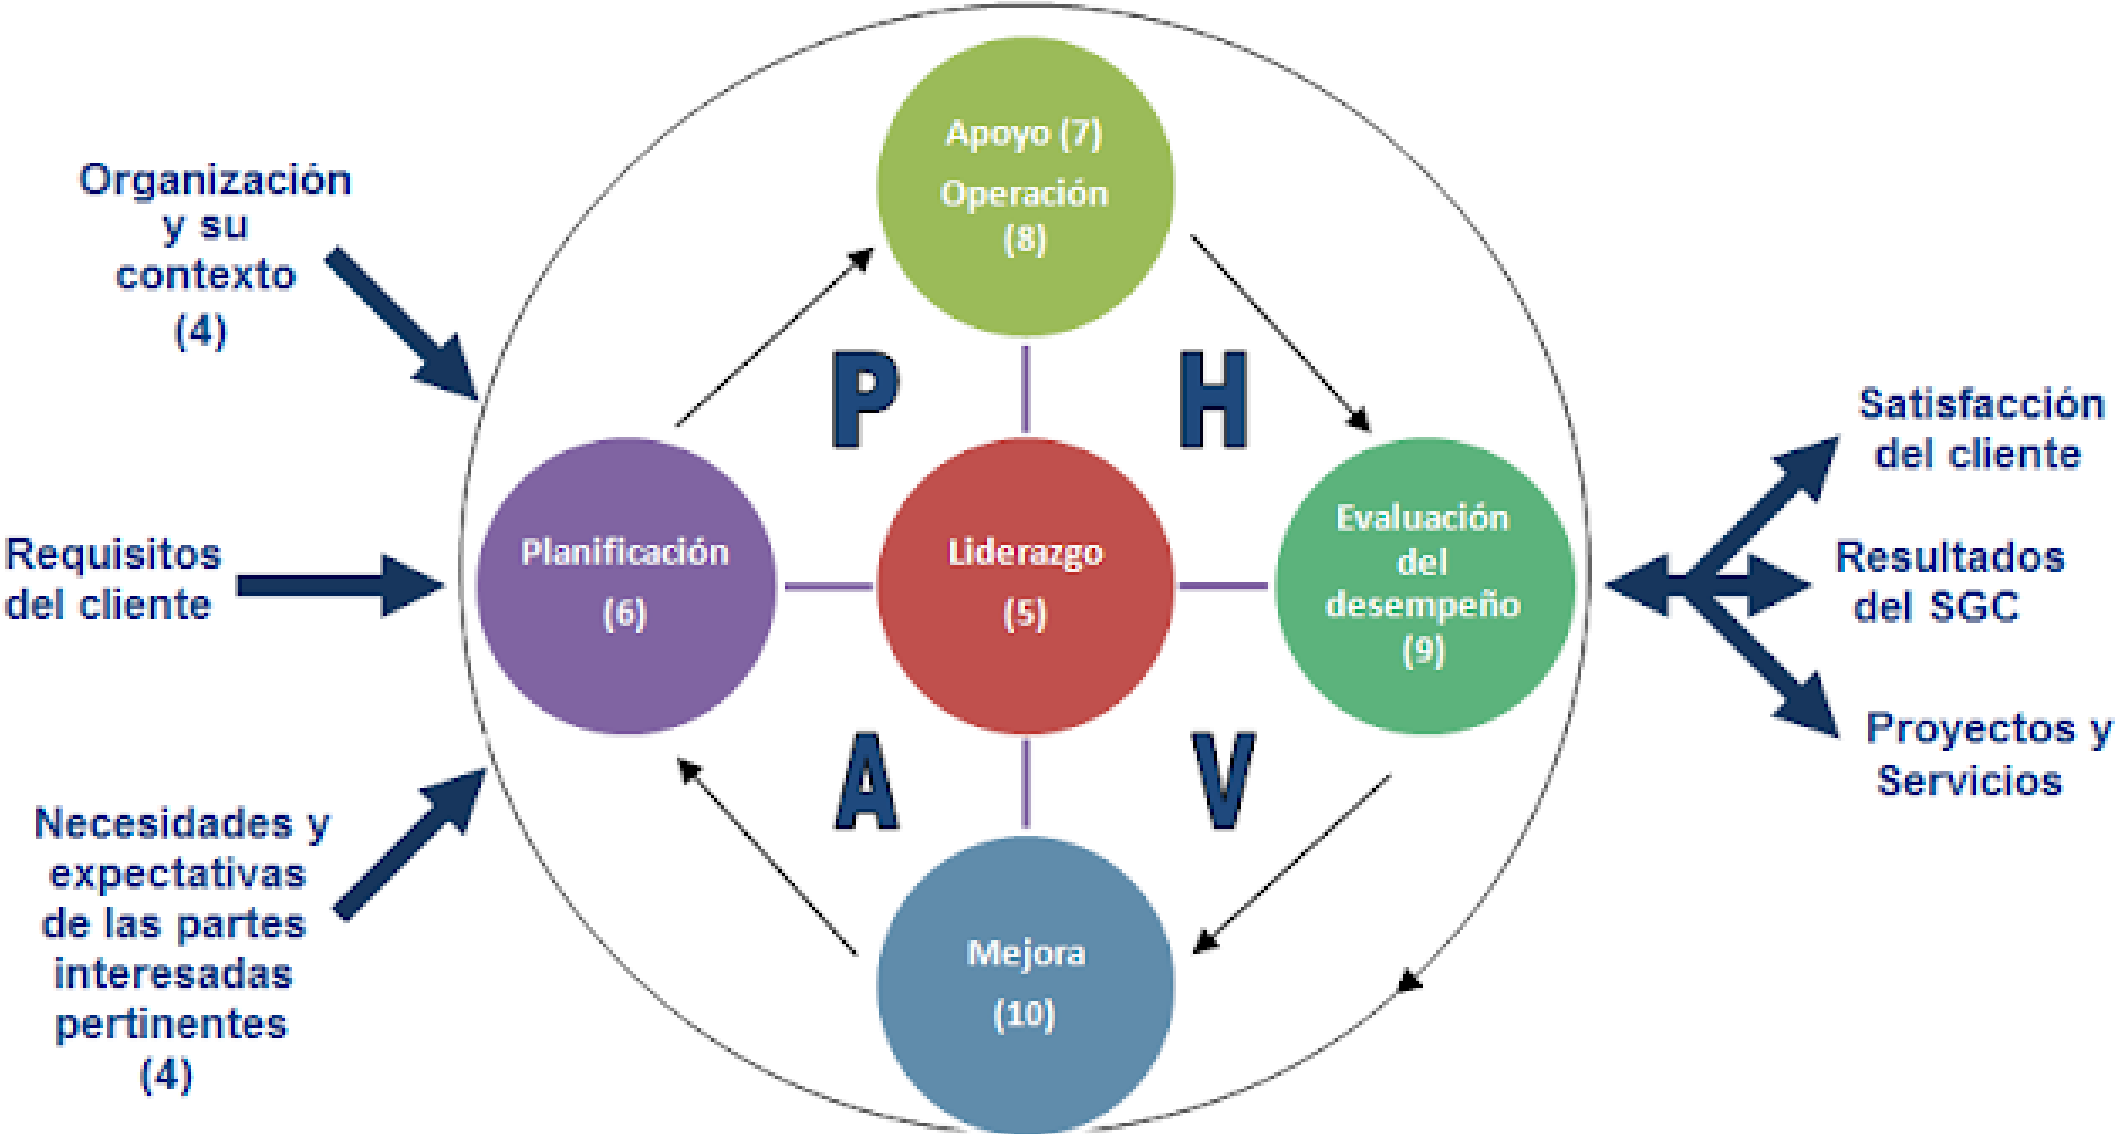 Organización
y su
contexto
(4)
Requisitos
del cliente
Necesidades y
expectativas
de las partes
interesadas
pertinentes
(4)
Apoyo (7)
Operación
(8)
P
H
Planificación
(6)
Liderazgo
(5)
Evaluación
del
desempeño
(9)
A
V
Mejora
(10)
Satisfacción
del cliente
Resultados
del SGC
Proyectos y
Servicios